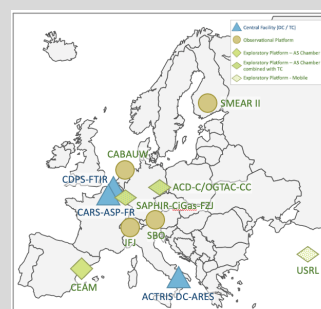 Central Facility (DC / TC)
Observational Platform
Exploratory Platform – AS Chamber
Exploratory Platform – AS Chamber
combined with TC
Exploratory Platform - Mobile
SMEAR II
CABAUW
CDPS-FTIR
ACD-C/OGTAC-CC
CARS-ASP-FR
SAPHIR-CiGas-FZJ
JFJ
SBO
USRL
CEAM
ACTRIS DC-ARES